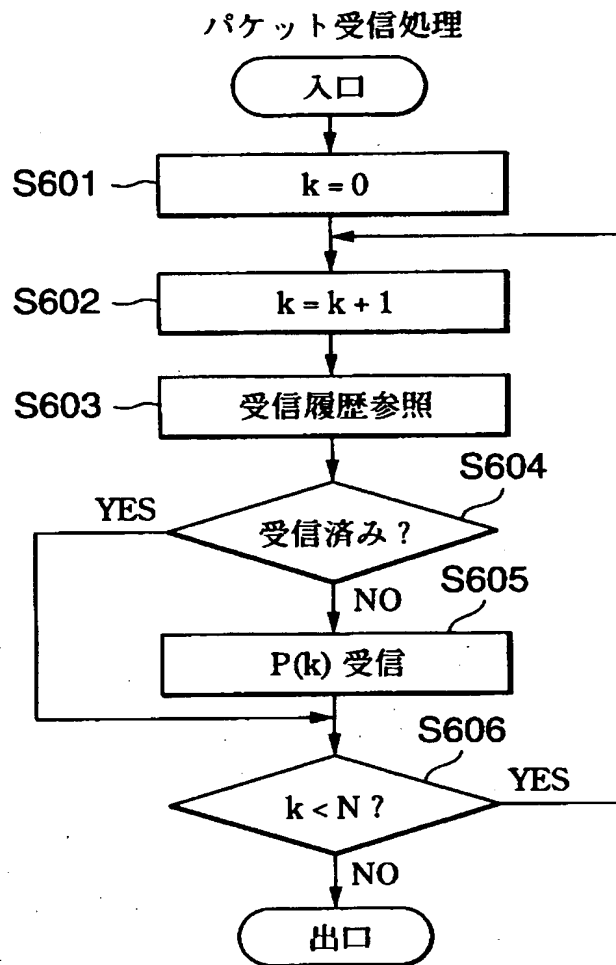 パケット受信処理
入口
S601
k = 0
S602
k = k + 1
S603
受信履歴参照
S604
YES
受信済み ?
NO
S605
P(k) 受信
S606
k < N ?
YES
NO
出口